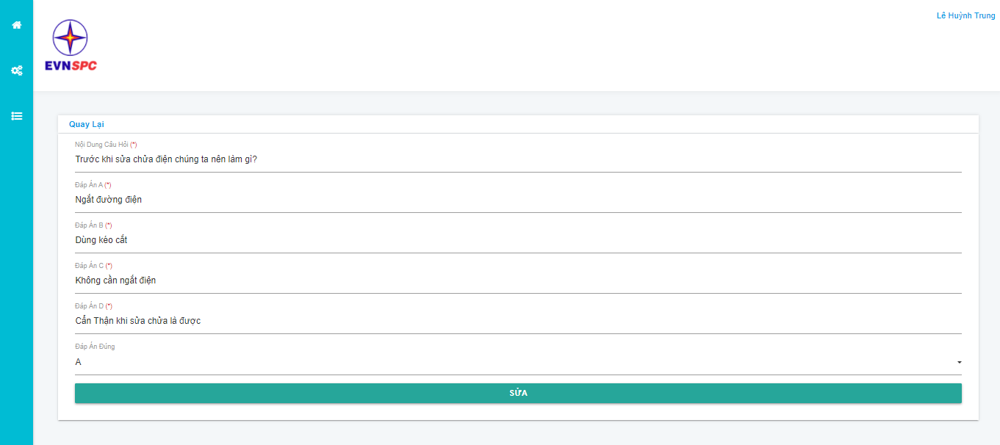 Lê Huỳnh Trung
EVNSPC
Quay Lại
Nội Dung Câu Hỏi (*)
Trước khi sửa chửa điện chúng ta nên làm gì?
Đáp Án A (*)
Ngắt đường điện
Đáp Án B (*)
Dùng kéo cắt
Đáp Án C (*)
Không cần ngắt điện
Đáp Án D (*)
Cẩn Thận khi sửa chửa là được
Đáp Án Đúng
A
SỬA